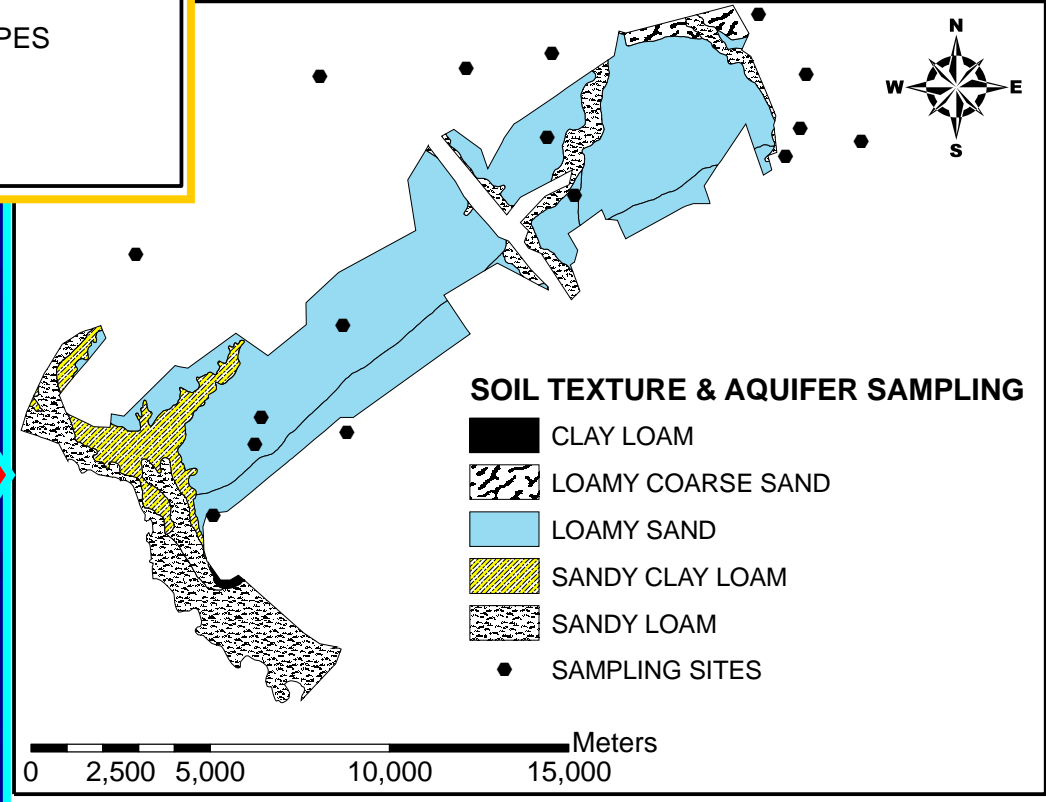 PES
N
W E
S
SOIL TEXTURE & AQUIFER SAMPLING
CLAY LOAM
LOAMY COARSE SAND
LOAMY SAND
SANDY CLAY LOAM
SANDY LOAM
SAMPLING SITES
Meters
0 2,500 5,000 10,000 15,000